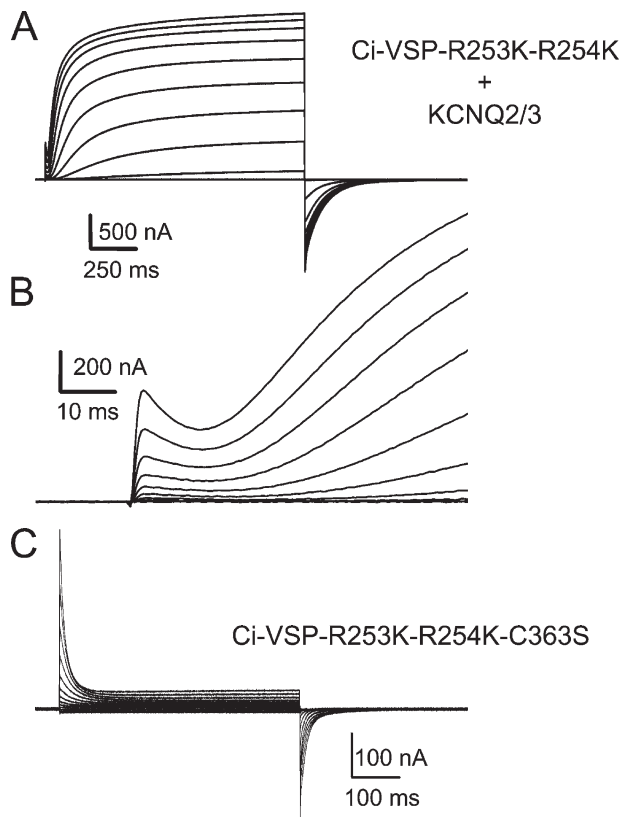 A
Ci-VSP-R253K-R254K
+
KCNQ2/3
500 nA
250 ms
B
200 nA
10 ms
C
Ci-VSP-R253K-R254K-C363S
100 nA
100 ms